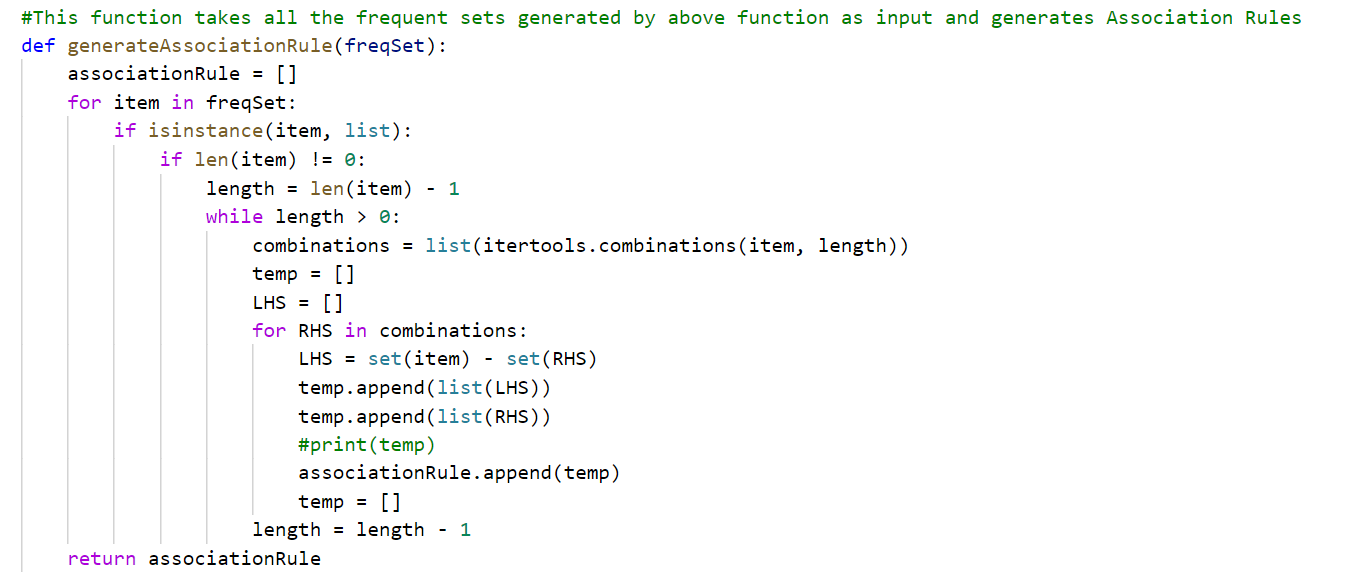 #This function takes all the frequent sets generated by above function as input and generates Association Rules
def generateAssociationRule(freqSet):
    associationRule = []
    for item in freqSet:
        if isinstance(item, list):
            if len(item) != 0:
                length = len(item) - 1
                while length > 0:
                    combinations = list(itertools.combinations(item, length))
                    temp = []
                    LHS = []
                    for RHS in combinations:
                        LHS = set(item) - set(RHS)
                        temp.append(list(LHS))
                        temp.append(list(RHS))
                        #print(temp)
                        associationRule.append(temp)
                        temp = []
                    length = length - 1
    return associationRule